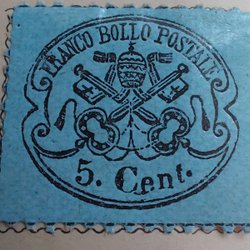 FRANCO BOLLO POSTALE
5. Cent.